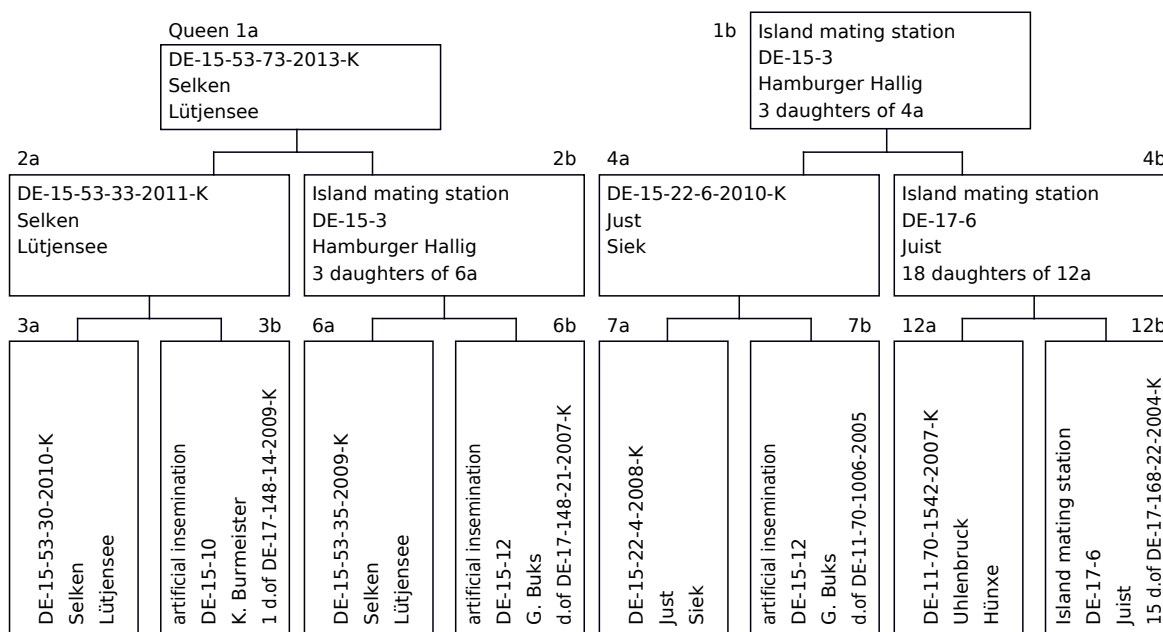 Queen 1a
DE-15-53-73-2013-K
Selken
Lütjensee
1b
Island mating station
DE-15-3
Hamburger Hallig
3 daughters of 4a
2a
DE-15-53-33-2011-K
Selken
Lütjensee
2b
Island mating station
DE-15-3
Hamburger Hallig
3 daughters of 6a
4a
DE-15-22-6-2010-K
Just
Siek
4b
Island mating station
DE-17-6
Juist
18 daughters of 12a
3a
DE-15-53-30-2010-K
Selken
Lütjensee
3b
artificial insemination
DE-15-10
K. Burmeister
1 d.of DE-17-148-14-2009-K
6a
DE-15-53-35-2009-K
Selken
Lütjensee
6b
artificial insemination
DE-15-12
G. Buks
d.of DE-17-148-21-2007-K
7a
DE-15-22-4-2008-K
Just
Siek
7b
artificial insemination
DE-15-12
G. Buks
d.of DE-11-70-1006-2005
12a
DE-11-70-1542-2007-K
Uhlenbruck
Hünxe
12b
Island mating station
DE-17-6
Juist
15 d.of DE-17-168-22-2004-K